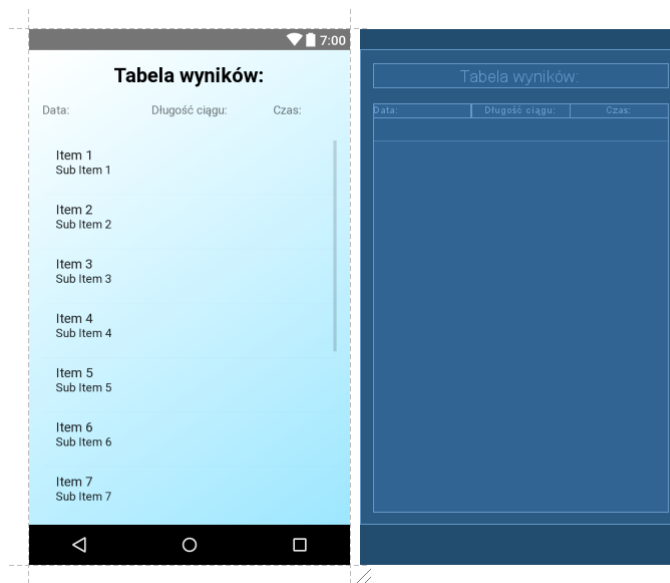 7:00
Tabela wyników:
Data: Długość ciągu: Czas:
Item 1
Sub Item 1
Item 2
Sub Item 2
Item 3
Sub Item 3
Item 4
Sub Item 4
Item 5
Sub Item 5
Item 6
Sub Item 6
Item 7
Sub Item 7
Tabela wyników:
Data: Długość ciągu: Czas: